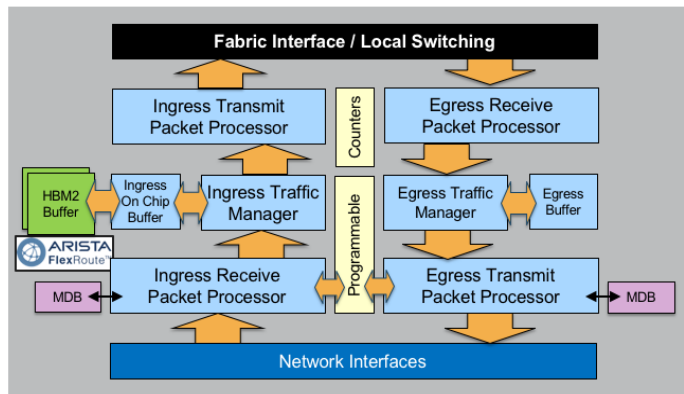 Fabric Interface / Local Switching
Ingress Transmit
Packet Processor
Counters
Egress Receive
Packet Processor
HBM2
Buffer
Ingress
On Chip
Buffer
Ingress Traffic
Manager
Programmable
Egress Traffic
Manager
Egress
Buffer
ARISTA
FlexRoute™
MDB
Ingress Receive
Packet Processor
Egress Transmit
Packet Processor
MDB
Network Interfaces